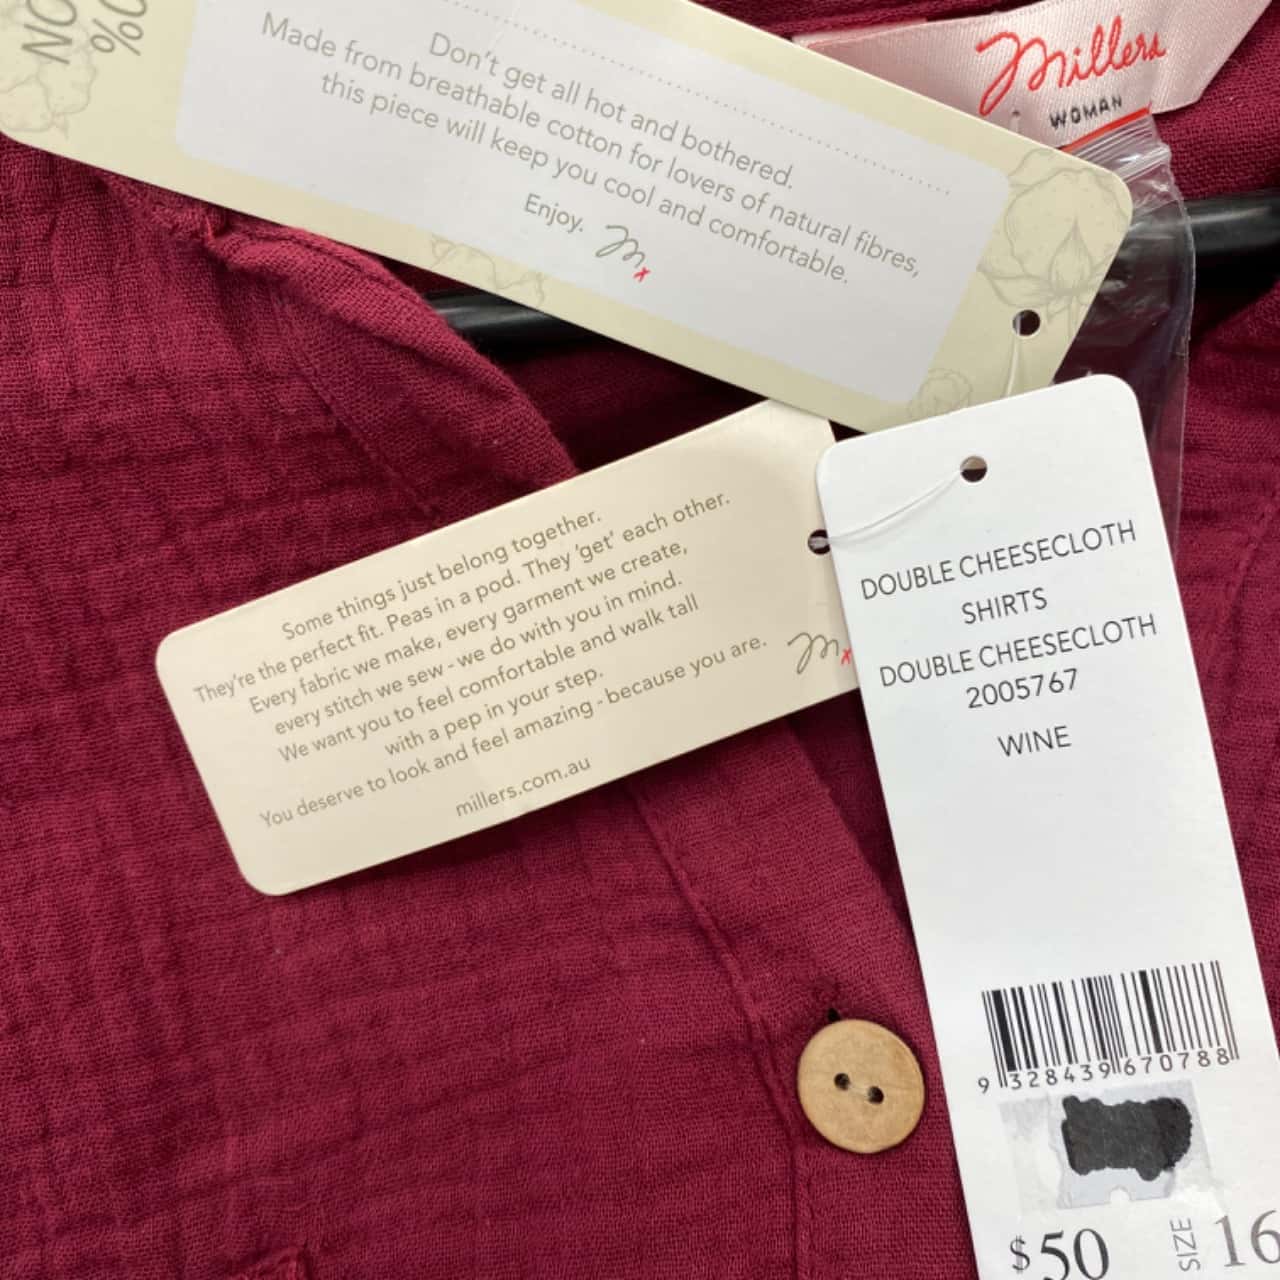 Millers
WOMAN
Don't get all hot and bothered.
Made from breathable cotton for lovers of natural fibres,
this piece will keep you cool and comfortable.
Enjoy. m x
Some things just belong together.
They're the perfect fit. Peas in a pod. They 'get' each other.
Every fabric we make, every garment we create,
every stitch we sew - we do with you in mind.
We want you to feel comfortable and walk tall
with a pep in your step.
You deserve to look and feel amazing - because you are. m x
millers.com.au
DOUBLE CHEESECLOTH
SHIRTS
DOUBLE CHEESECLOTH
2005767
WINE
9 328439 670788
$50 SIZE 16